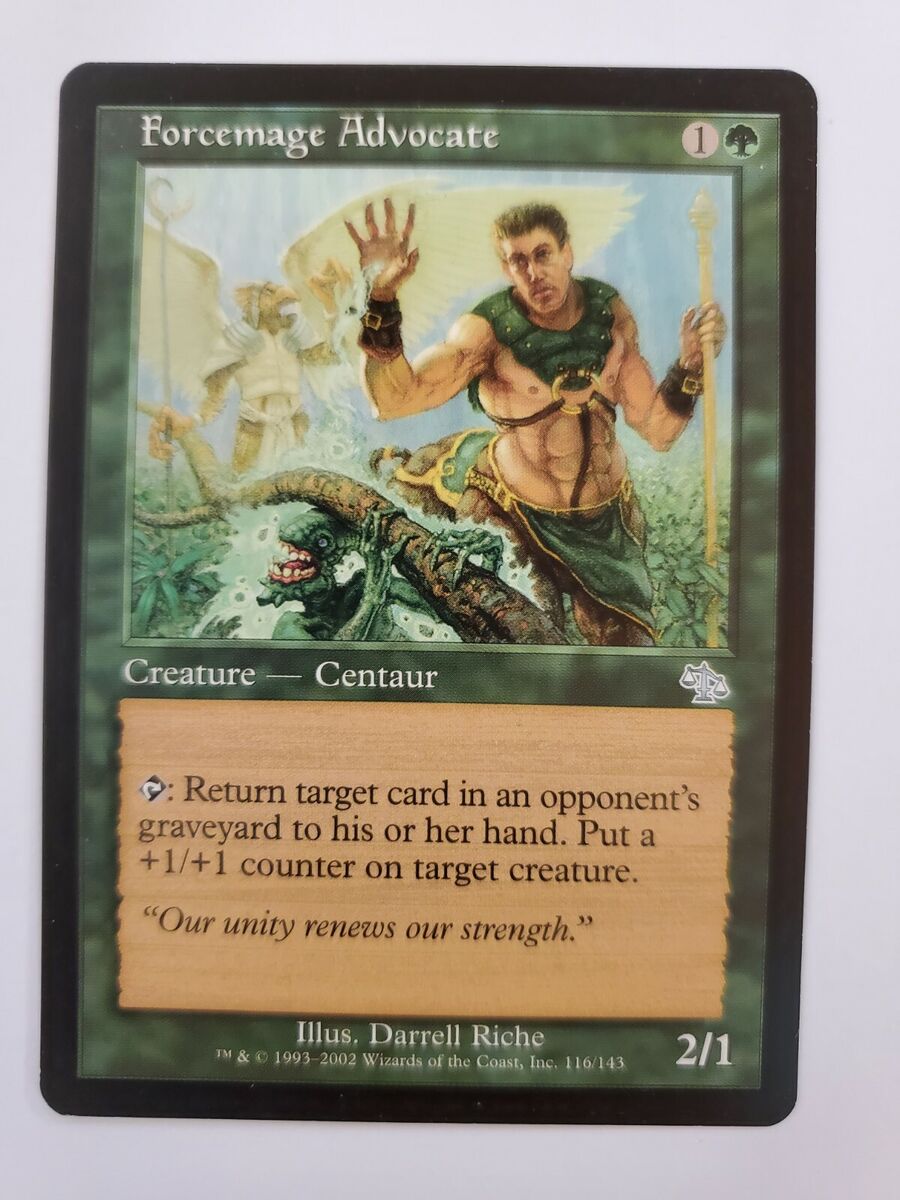 Forcemage Advocate 1
Creature — Centaur
: Return target card in an opponent's
graveyard to his or her hand. Put a
+1/+1 counter on target creature.
“Our unity renews our strength.”
Illus. Darrell Riche
™ & © 1993–2002 Wizards of the Coast, Inc. 116/143
2/1